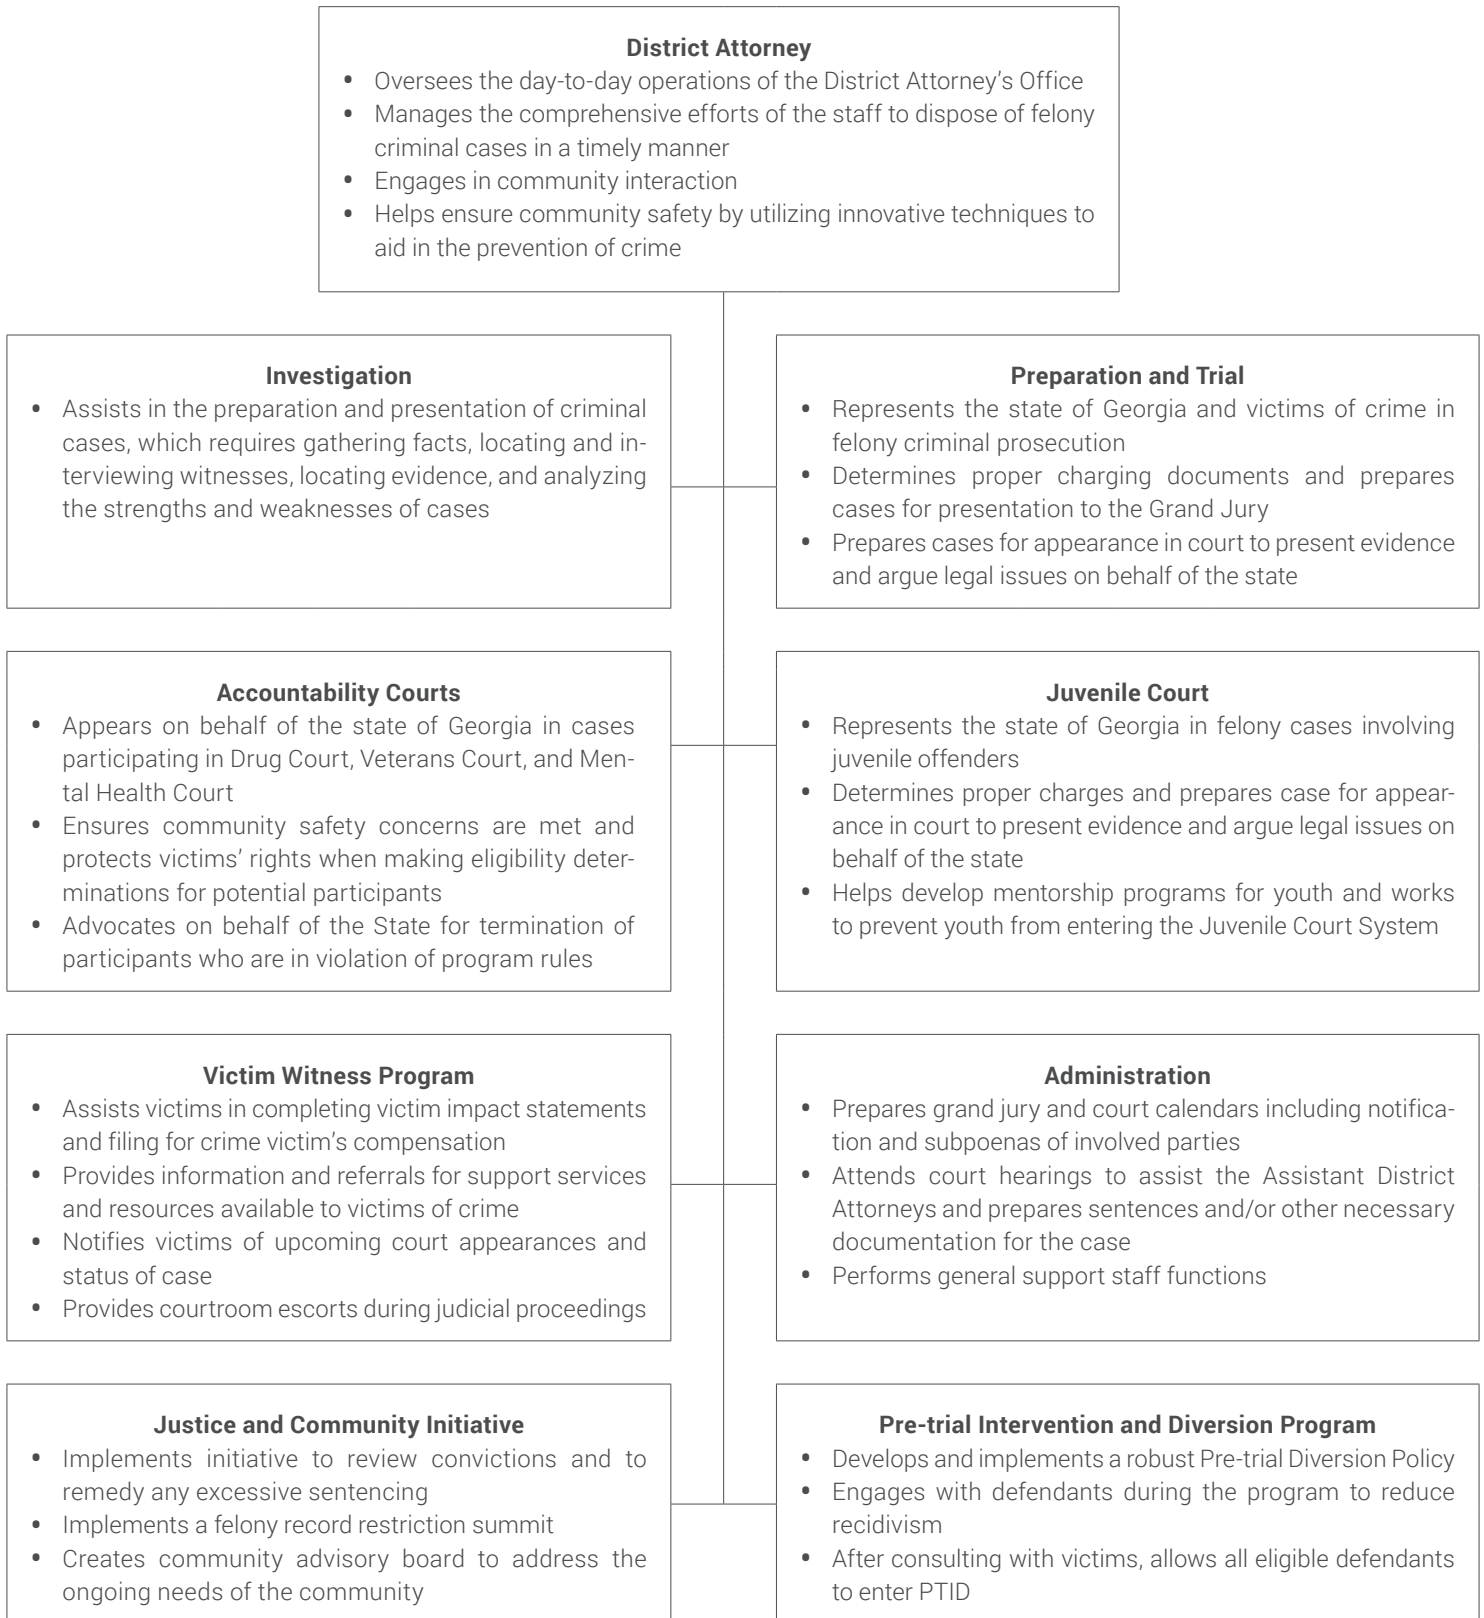 District Attorney
• Oversees the day-to-day operations of the District Attorney's Office
• Manages the comprehensive efforts of the staff to dispose of felony
criminal cases in a timely manner
• Engages in community interaction
• Helps ensure community safety by utilizing innovative techniques to
aid in the prevention of crime
Investigation
• Assists in the preparation and presentation of criminal
cases, which requires gathering facts, locating and in-
terviewing witnesses, locating evidence, and analyzing
the strengths and weaknesses of cases
Preparation and Trial
• Represents the state of Georgia and victims of crime in
felony criminal prosecution
• Determines proper charging documents and prepares
cases for presentation to the Grand Jury
• Prepares cases for appearance in court to present evidence
and argue legal issues on behalf of the state
Accountability Courts
• Appears on behalf of the state of Georgia in cases
participating in Drug Court, Veterans Court, and Men-
tal Health Court
• Ensures community safety concerns are met and
protects victims' rights when making eligibility deter-
minations for potential participants
• Advocates on behalf of the State for termination of
participants who are in violation of program rules
Juvenile Court
• Represents the state of Georgia in felony cases involving
juvenile offenders
• Determines proper charges and prepares case for appear-
ance in court to present evidence and argue legal issues on
behalf of the state
• Helps develop mentorship programs for youth and works
to prevent youth from entering the Juvenile Court System
Victim Witness Program
• Assists victims in completing victim impact statements
and filing for crime victim's compensation
• Provides information and referrals for support services
and resources available to victims of crime
• Notifies victims of upcoming court appearances and
status of case
• Provides courtroom escorts during judicial proceedings
Administration
• Prepares grand jury and court calendars including notifica-
tion and subpoenas of involved parties
• Attends court hearings to assist the Assistant District
Attorneys and prepares sentences and/or other necessary
documentation for the case
• Performs general support staff functions
Justice and Community Initiative
• Implements initiative to review convictions and to
remedy any excessive sentencing
• Implements a felony record restriction summit
• Creates community advisory board to address the
ongoing needs of the community
Pre-trial Intervention and Diversion Program
• Develops and implements a robust Pre-trial Diversion Policy
• Engages with defendants during the program to reduce
recidivism
• After consulting with victims, allows all eligible defendants
to enter PTID